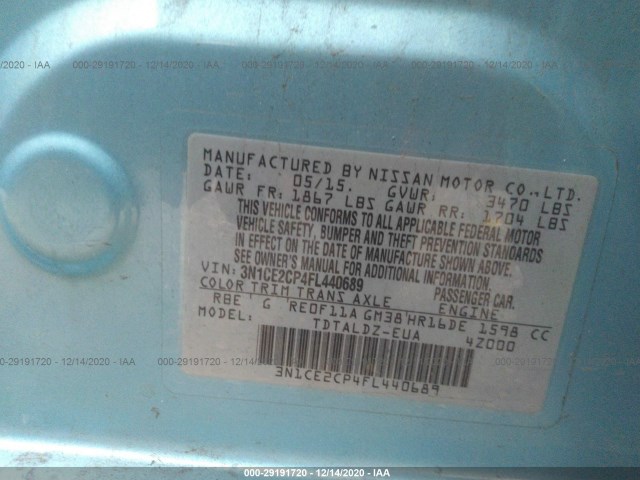 000-29191720 - 12/14/2020 - IAA
MANUFACTURED BY NISSAN MOTOR CO.,LTD.
DATE: 05/15. GVWR: 3470 LBS
GAWR FR: 1867 LBS GAWR RR: 1704 LBS
THIS VEHICLE CONFORMS TO ALL APPLICABLE FEDERAL MOTOR
VEHICLE SAFETY, BUMPER AND THEFT PREVENTION STANDARDS
IN EFFECT ON THE DATE OF MANUFACTURE SHOWN ABOVE.
SEE OWNER'S MANUAL FOR ADDITIONAL INFORMATION.
VIN: 3N1CE2CP4FL440689 PASSENGER CAR.
COLOR TRIM TRANS AXLE ENGINE
RBE G RE0F11A GM38 HR16DE 1598 CC
MODEL: TDTALDZ-EUA 42000
3N1CE2CP4FL440689
000-29191720 - 12/14/2020 - IAA